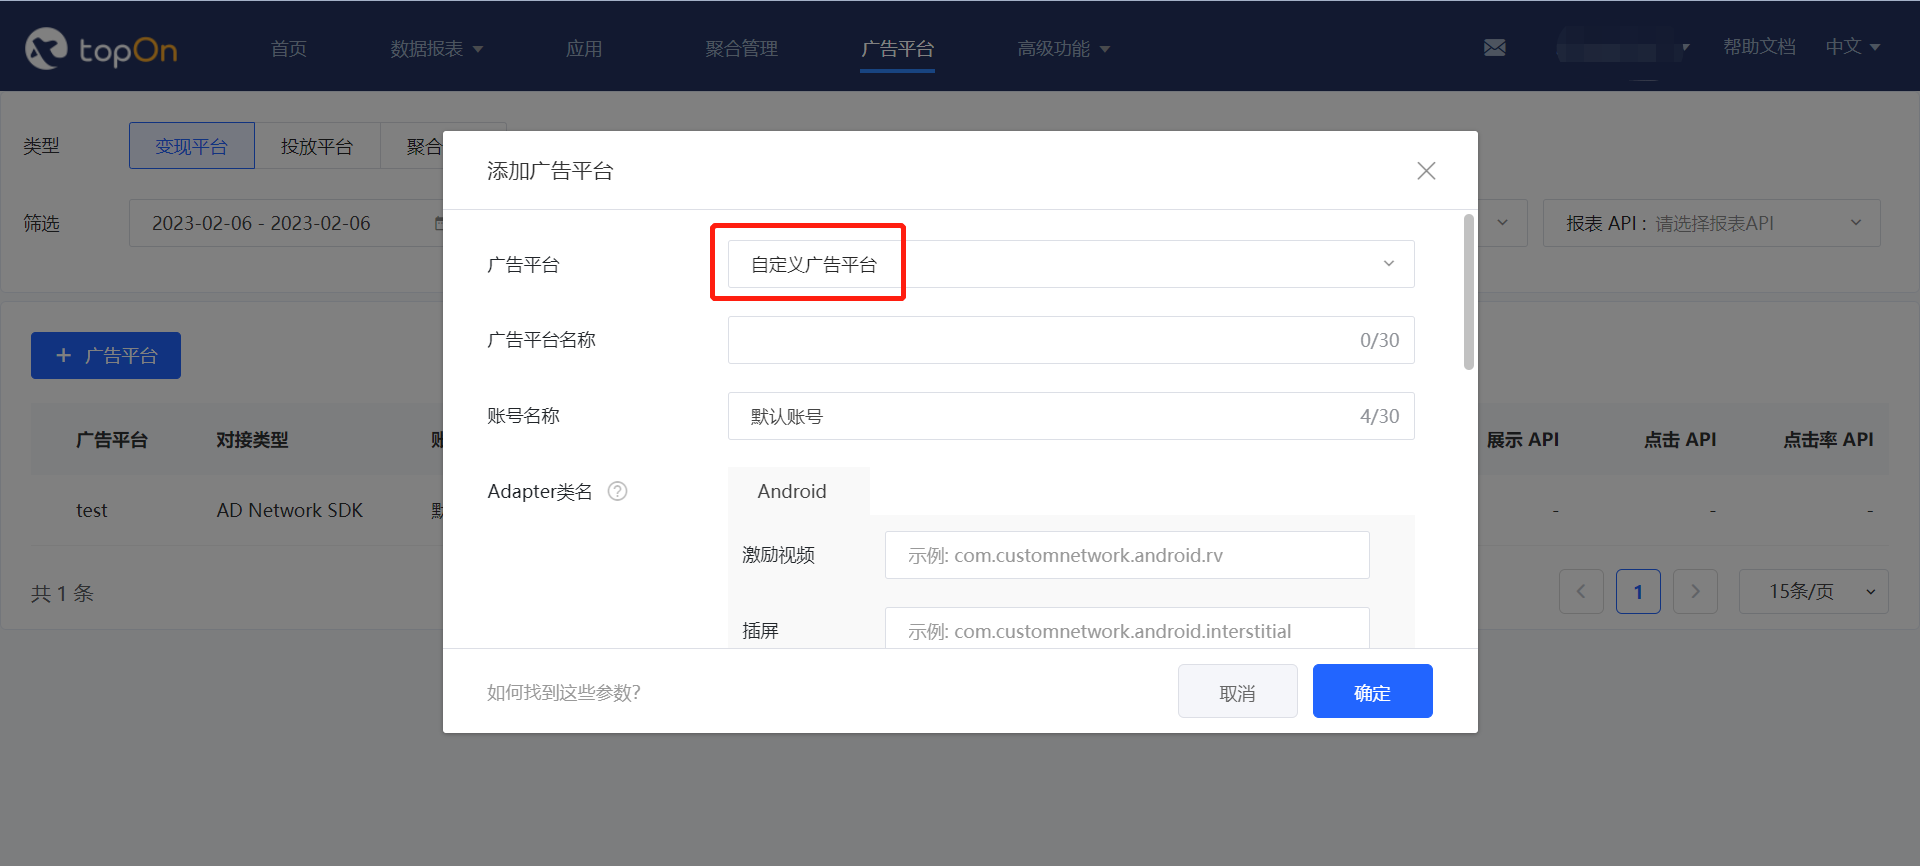 topOn
首页
数据报表
应用
聚合管理
广告平台
高级功能
帮助文档
中文
类型
变现平台
投放平台
聚合
筛选
2023-02-06 - 2023-02-06
报表 API : 请选择报表API
+ 广告平台
广告平台
对接类型
展示 API
点击 API
点击率 API
test
AD Network SDK
-
-
-
共 1 条
1
15条/页
添加广告平台
广告平台
自定义广告平台
广告平台名称
0/30
账号名称
默认账号
4/30
Adapter类名
?
Android
激励视频
示例: com.customnetwork.android.rv
插屏
示例: com.customnetwork.android.interstitial
如何找到这些参数?
取消
确定